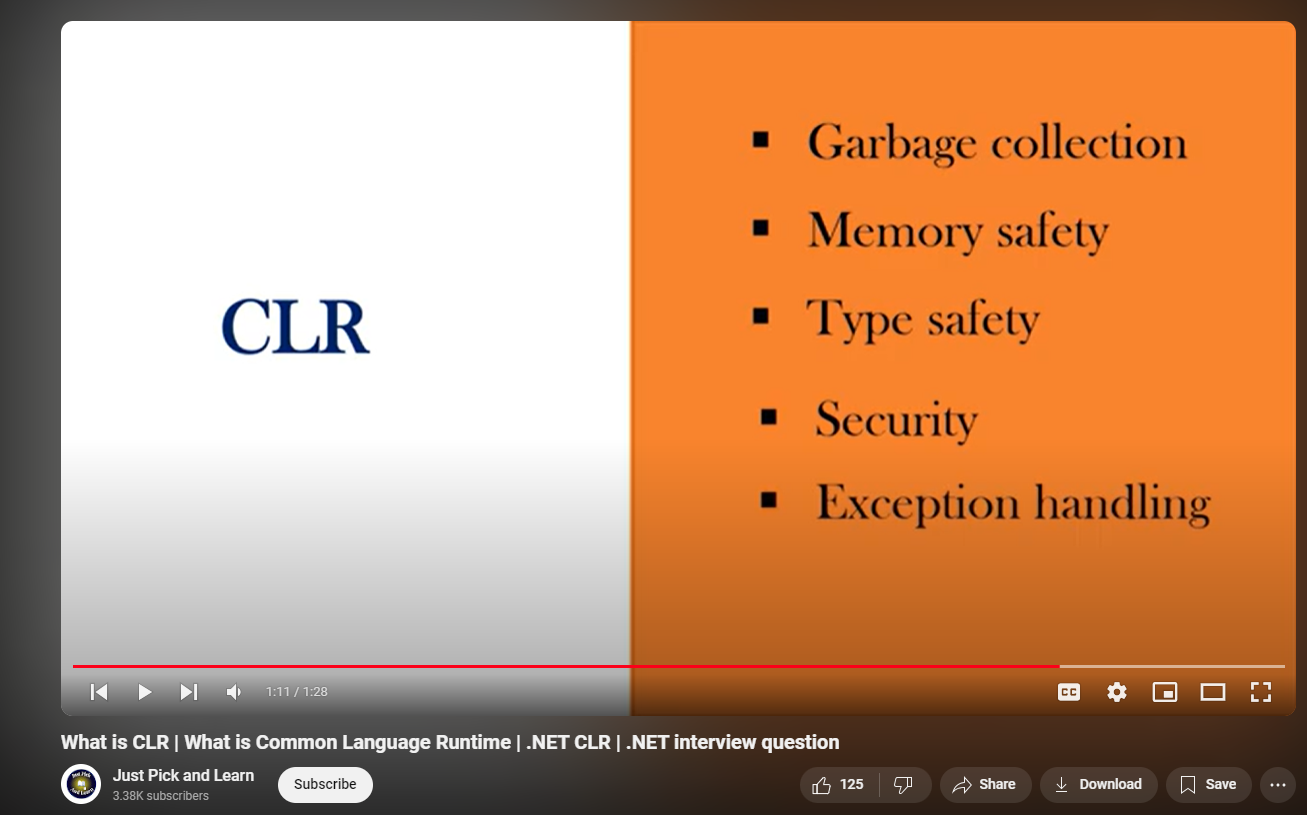 CLR
Garbage collection
Memory safety
Type safety
Security
Exception handling
1:11 / 1:28
CC
What is CLR | What is Common Language Runtime | .NET CLR | .NET interview question
Just Pick and Learn
3.38K subscribers
Subscribe
125
Share
Download
Save